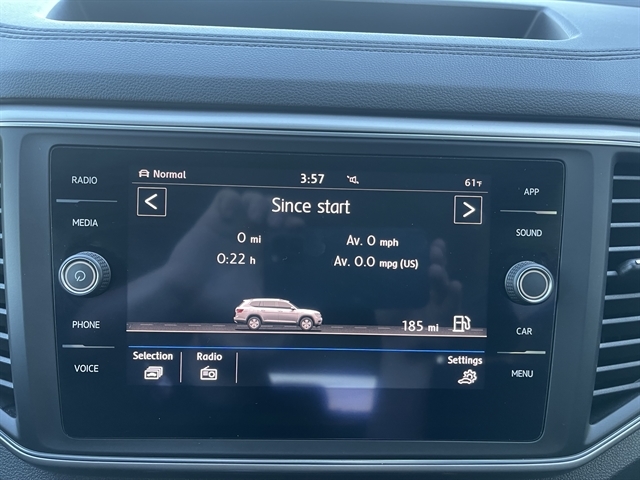 RADIO
MEDIA
PHONE
VOICE
Normal
3:57
61°F
Since start
0 mi
Av. 0 mph
0:22 h
Av. 0.0 mpg (US)
185 mi
Selection
Radio
Settings
APP
SOUND
CAR
MENU